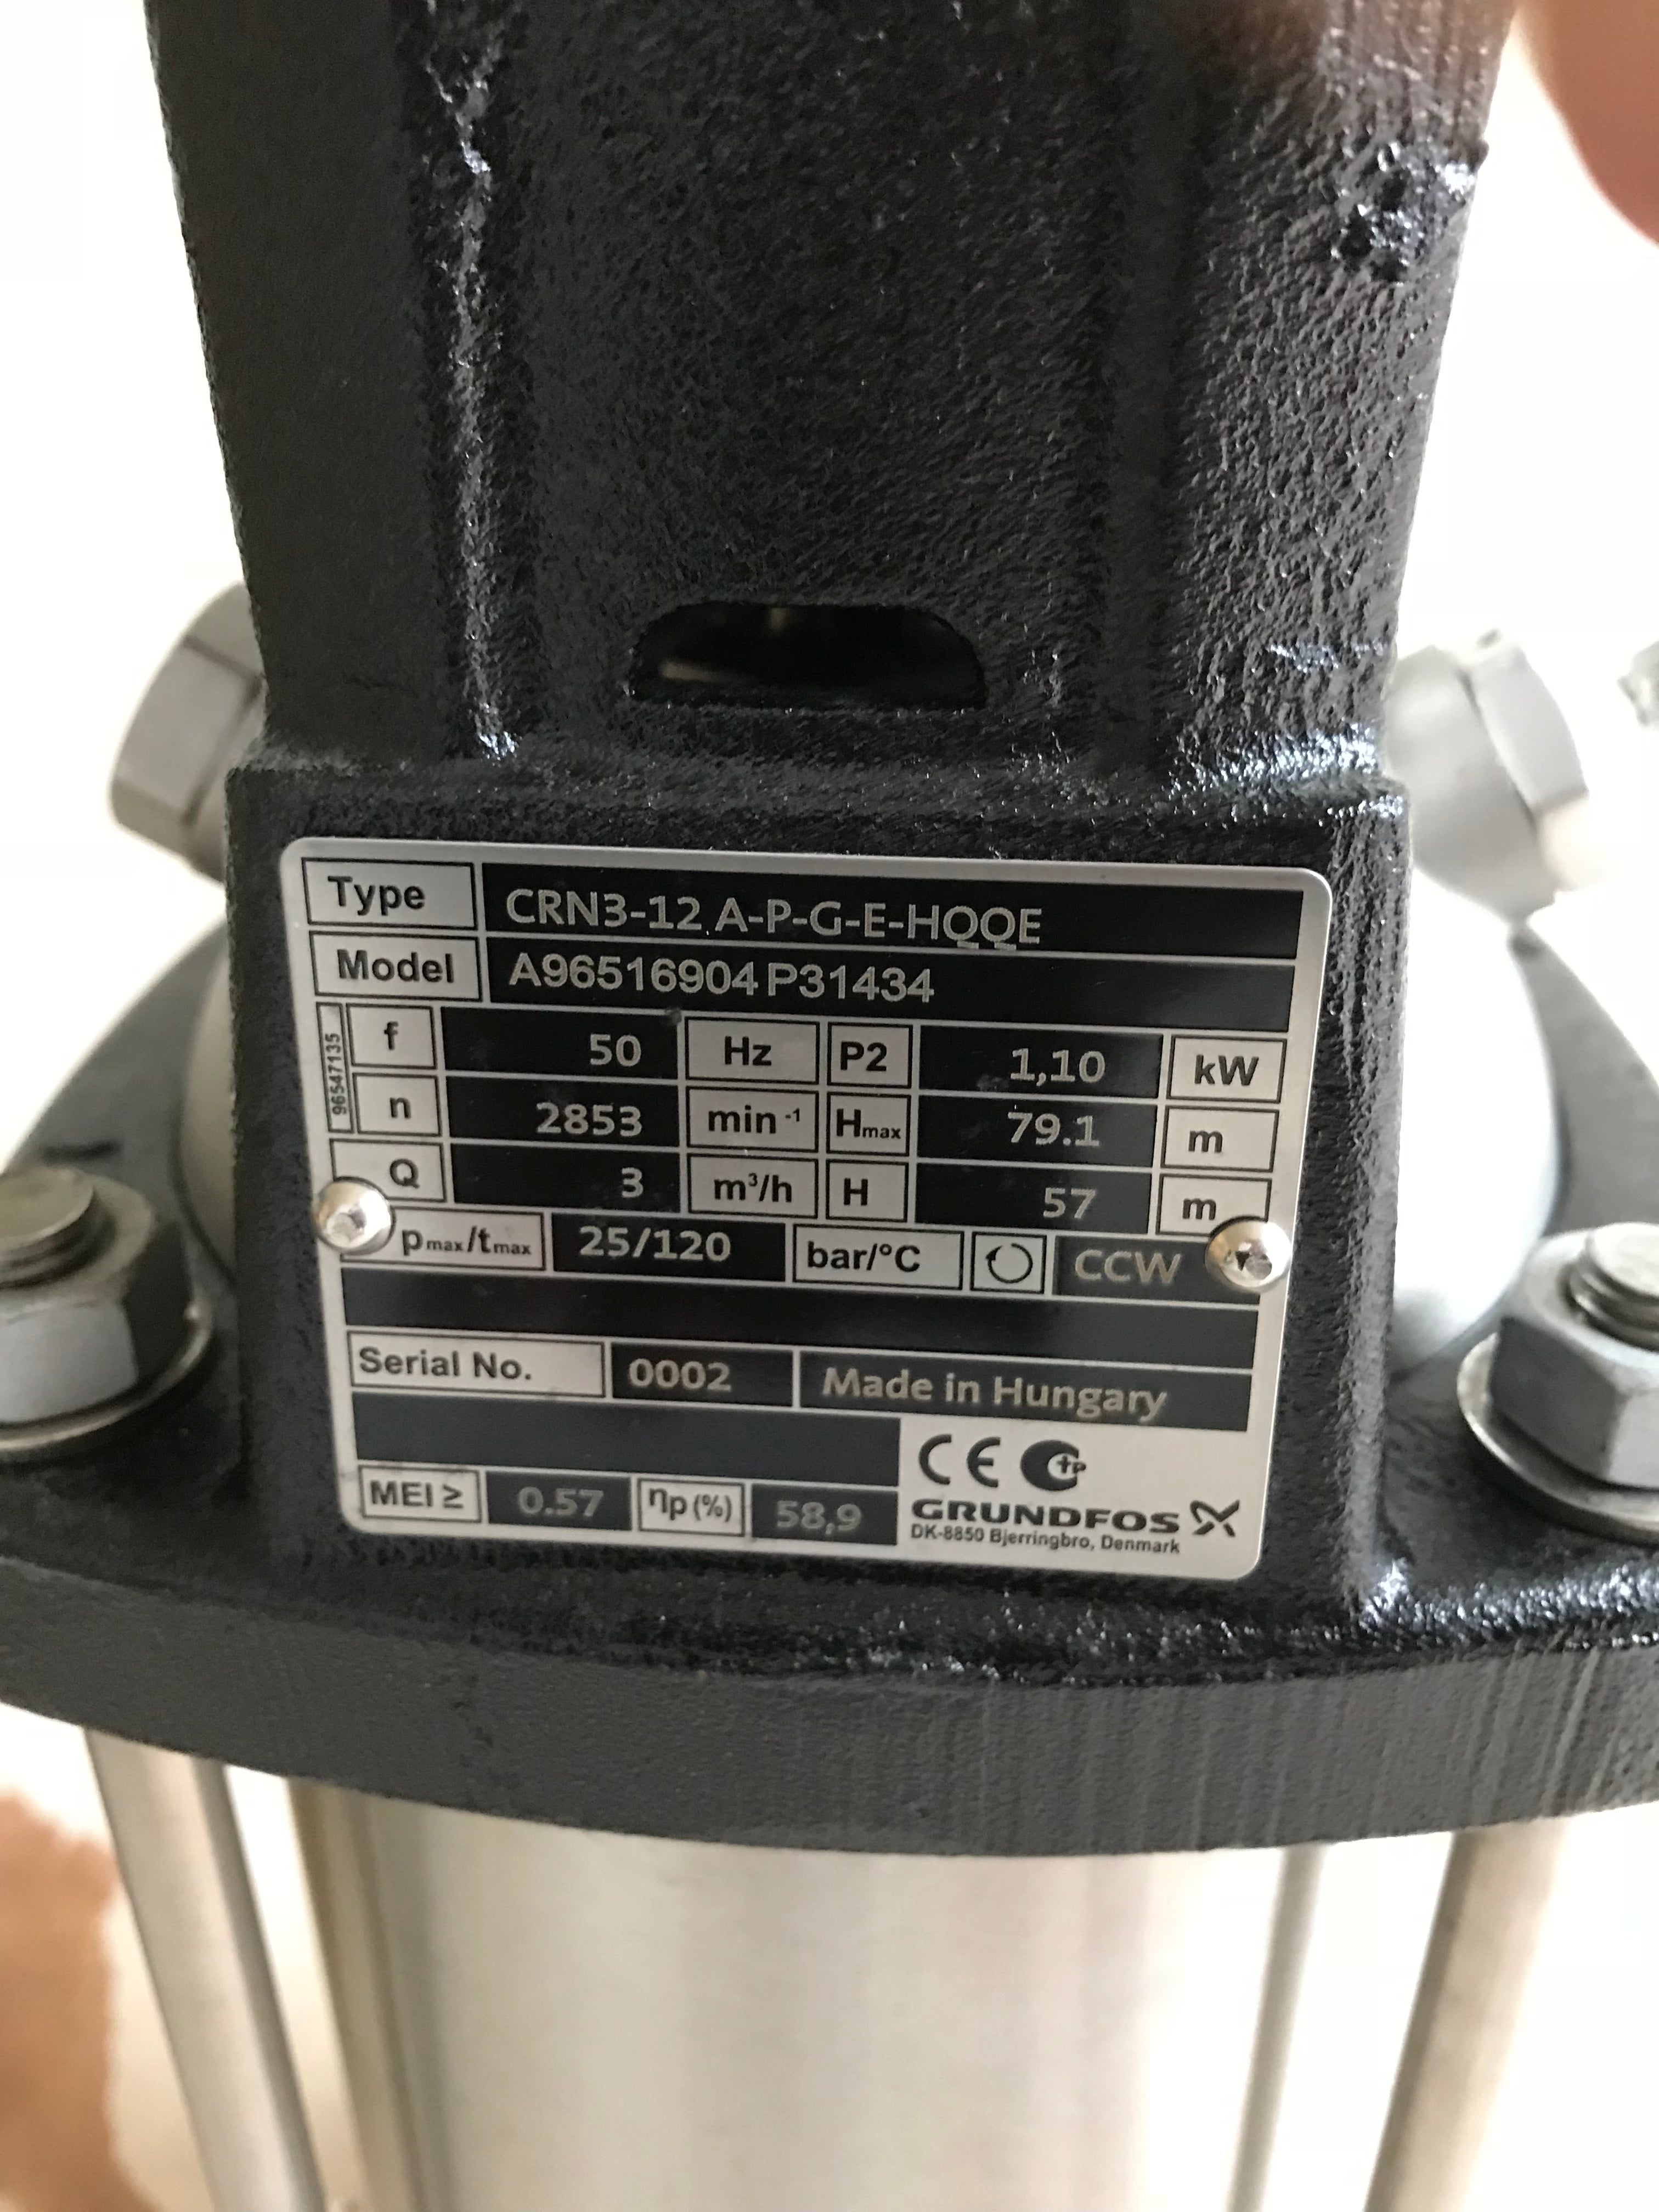 Type CRN3-12 A-P-G-E-HQQE
Model A96516904 P31434
96547135
f 50 Hz P2 1,10 kW
n 2853 min⁻¹ Hmax 79.1 m
Q 3 m³/h H 57 m
pmax/tmax 25/120 bar/°C CCW
Serial No. 0002 Made in Hungary
CE
MEI ≥ 0.57 ηp (%) 58,9 GRUNDFOS
DK-8850 Bjerringbro, Denmark